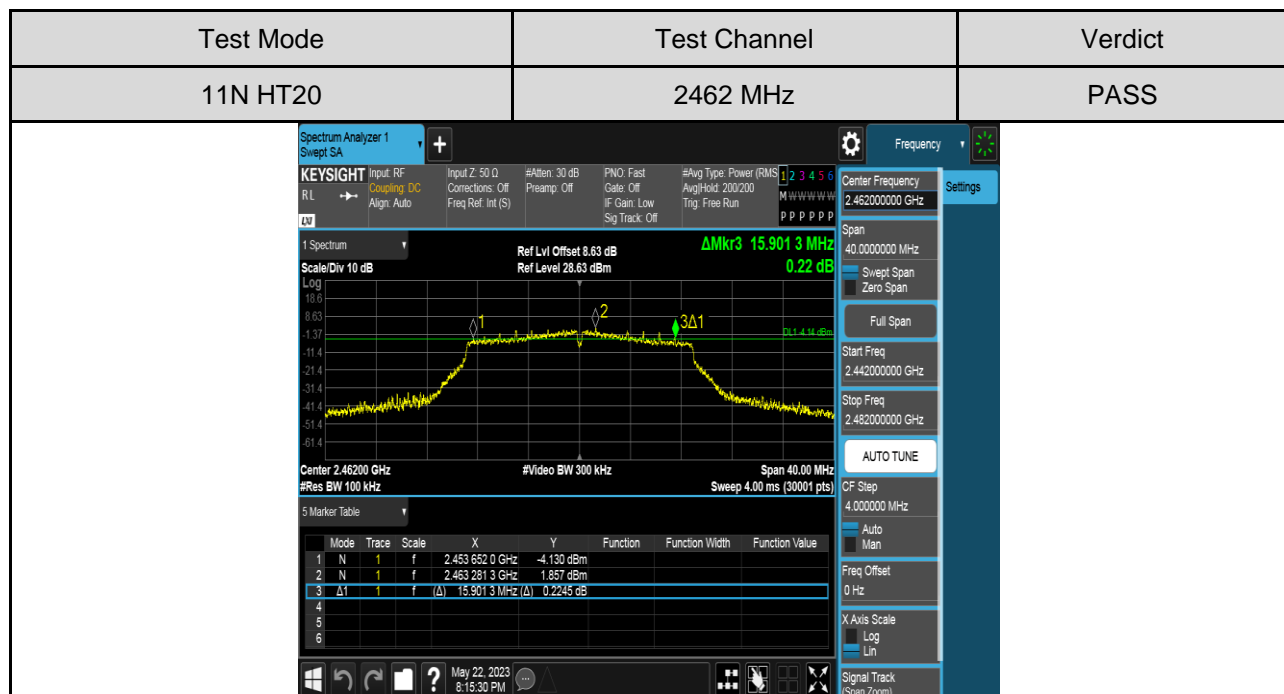 Test Mode Test Channel Verdict
11N HT20 2462 MHz PASS
Spectrum Analyzer 1
Swept SA
+
Frequency
KEYSIGHT Input: RF Input Z: 50 Ω #Atten: 30 dB PNO: Fast #Avg Type: Power (RMS 1 2 3 4 5 6
RL Coupling: DC Corrections: Off Preamp: Off Gate: Off Avg|Hold: 200/200 M W W W W W
Align: Auto Freq Ref: Int (S) IF Gain: Low Trig: Free Run
LXI Sig Track: Off P P P P P P
1 Spectrum Ref Lvl Offset 8.63 dB ΔMkr3 15.901 3 MHz
Scale/Div 10 dB Ref Level 28.63 dBm 0.22 dB
Log
18.6
8.63
1 2 3Δ1
-1.37 DL1 -4.14 dBm
-11.4
-21.4
-31.4
-41.4
-51.4
-61.4
Center 2.46200 GHz #Video BW 300 kHz Span 40.00 MHz
#Res BW 100 kHz Sweep 4.00 ms (30001 pts)
5 Marker Table
Mode Trace Scale X Y Function Function Width Function Value
1 N 1 f 2.453 652 0 GHz -4.130 dBm
2 N 1 f 2.463 281 3 GHz 1.857 dBm
3 Δ1 1 f (Δ) 15.901 3 MHz (Δ) 0.2245 dB
4
5
6
? May 22, 2023
8:15:30 PM
Settings
Center Frequency
2.462000000 GHz
Span
40.0000000 MHz
Swept Span
Zero Span
Full Span
Start Freq
2.442000000 GHz
Stop Freq
2.482000000 GHz
AUTO TUNE
CF Step
4.000000 MHz
Auto
Man
Freq Offset
0 Hz
X Axis Scale
Log
Lin
Signal Track
(Span Zoom)